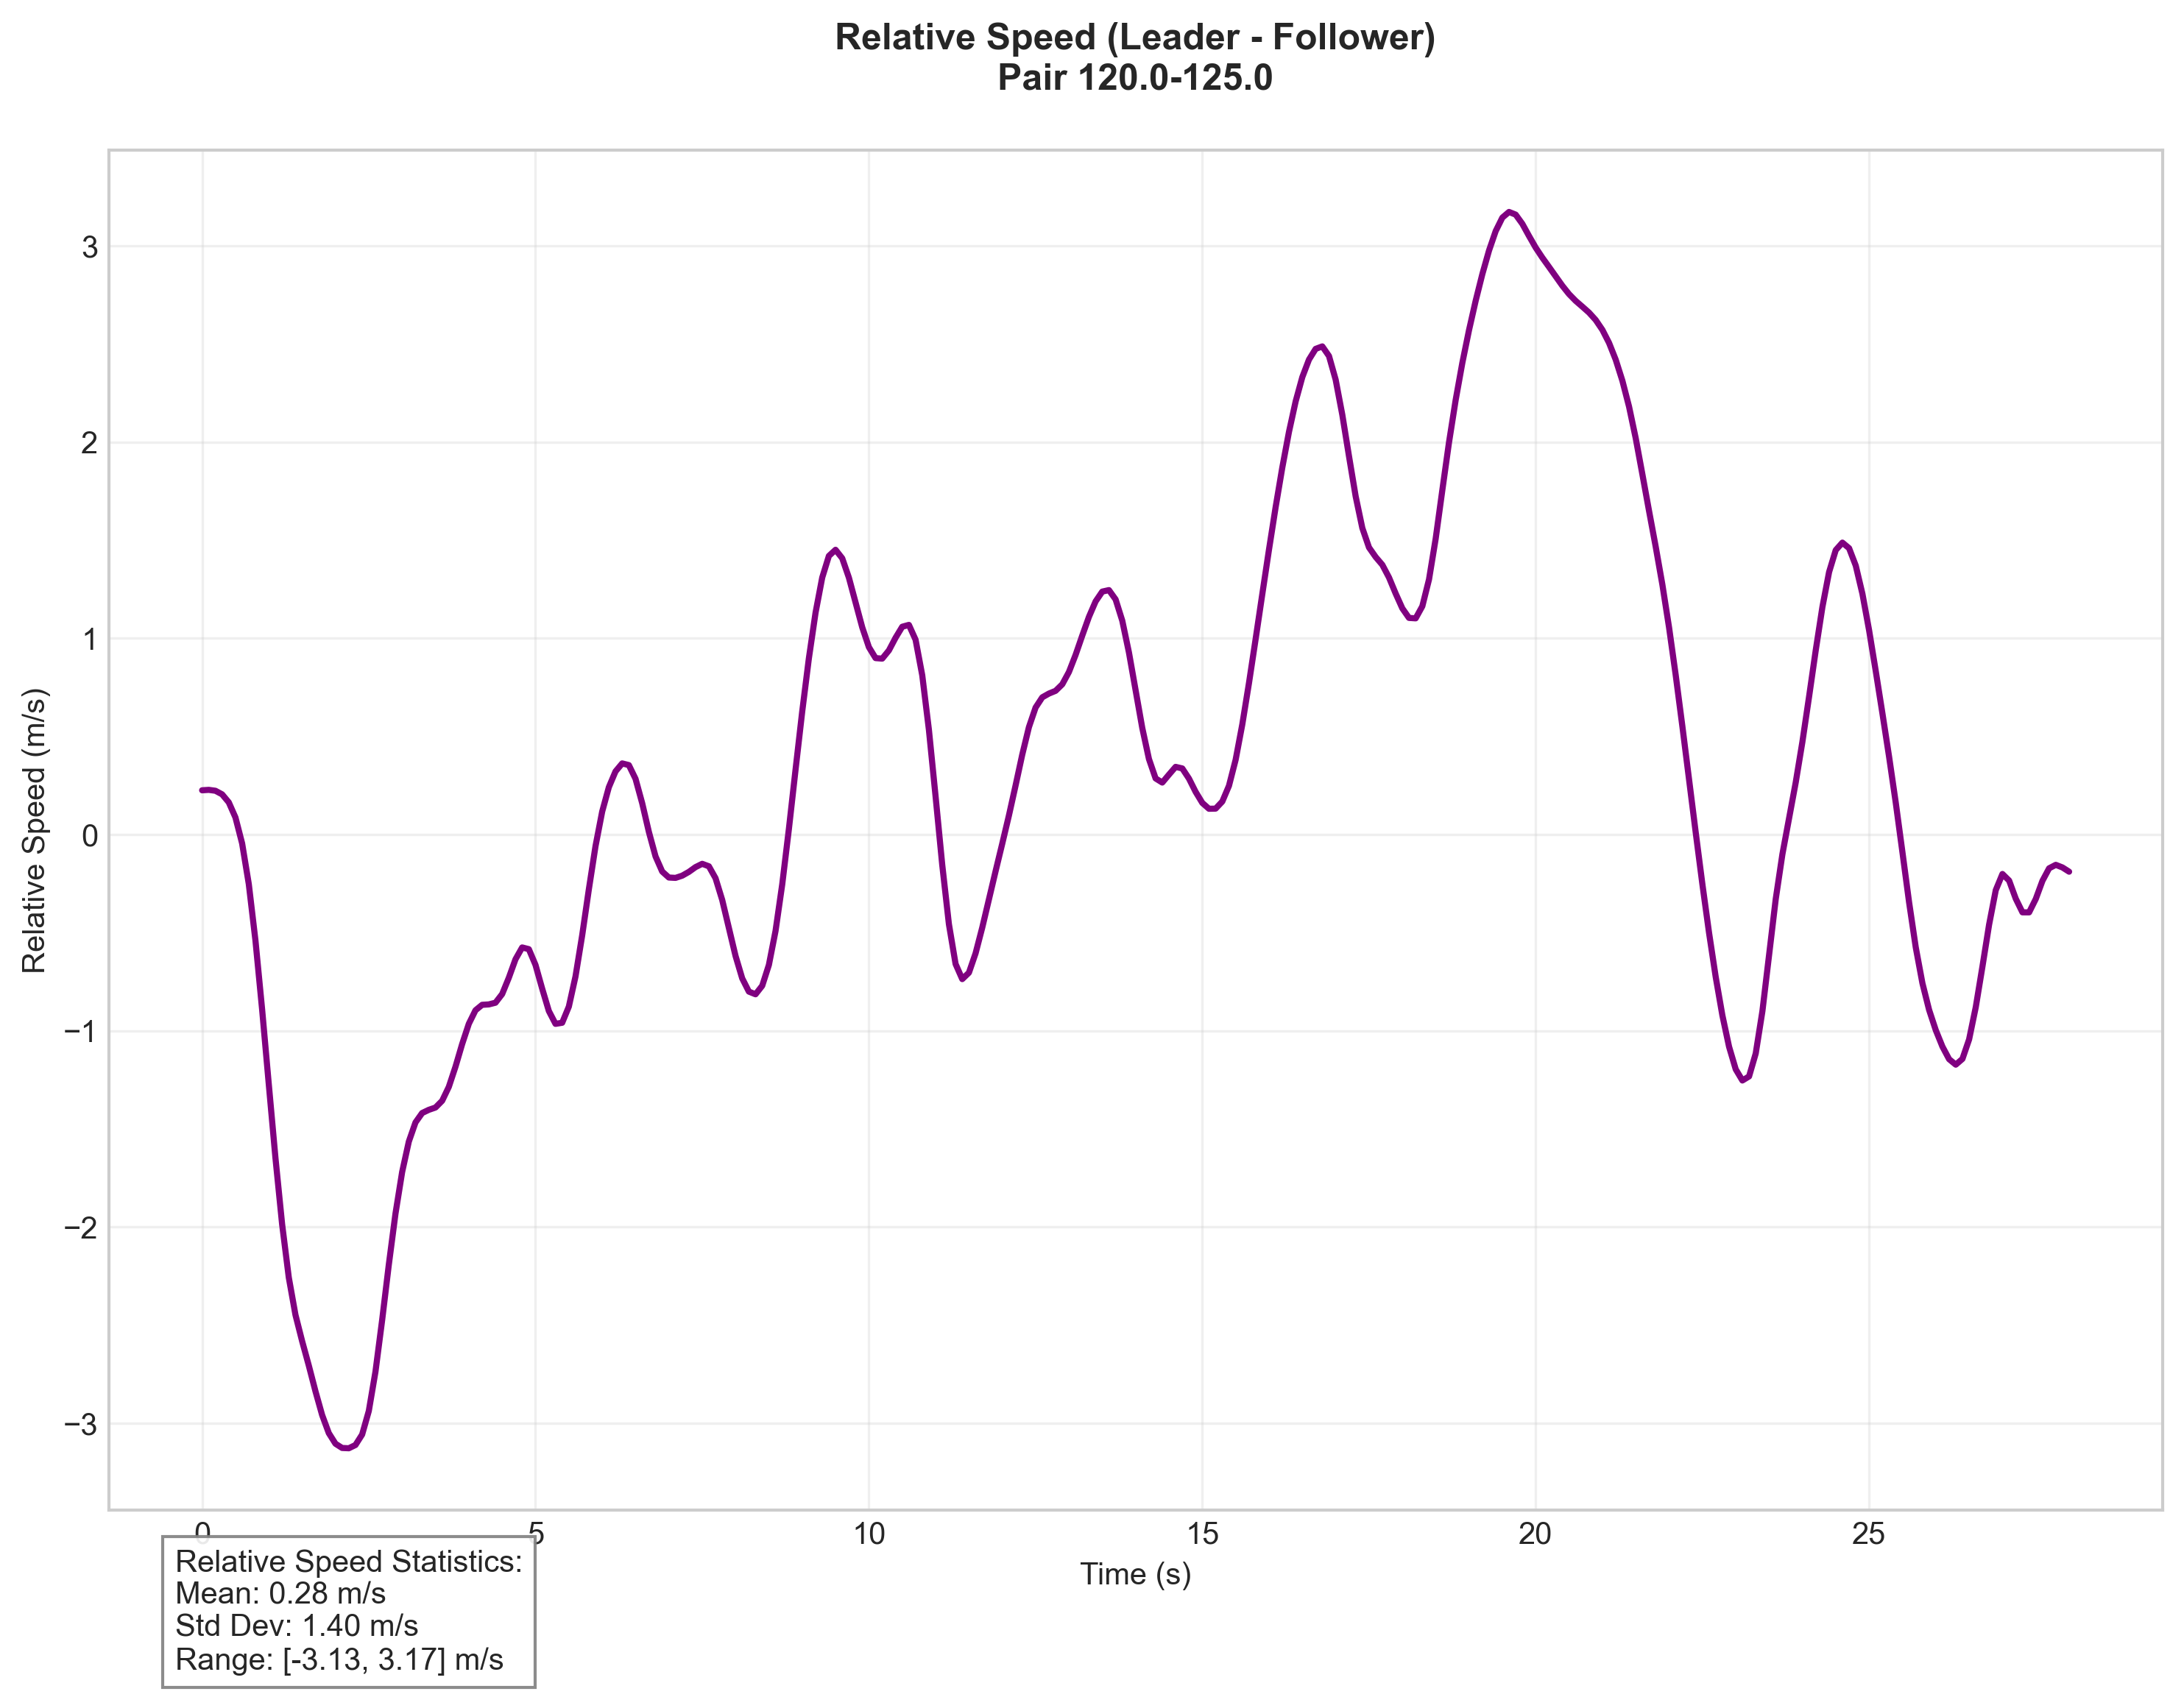 Relative Speed (Leader - Follower)
Pair 120.0-125.0
Relative Speed (m/s)
3
2
1
0
−1
−2
−3
0
5
10
15
20
25
Time (s)
Relative Speed Statistics:
Mean: 0.28 m/s
Std Dev: 1.40 m/s
Range: [-3.13, 3.17] m/s